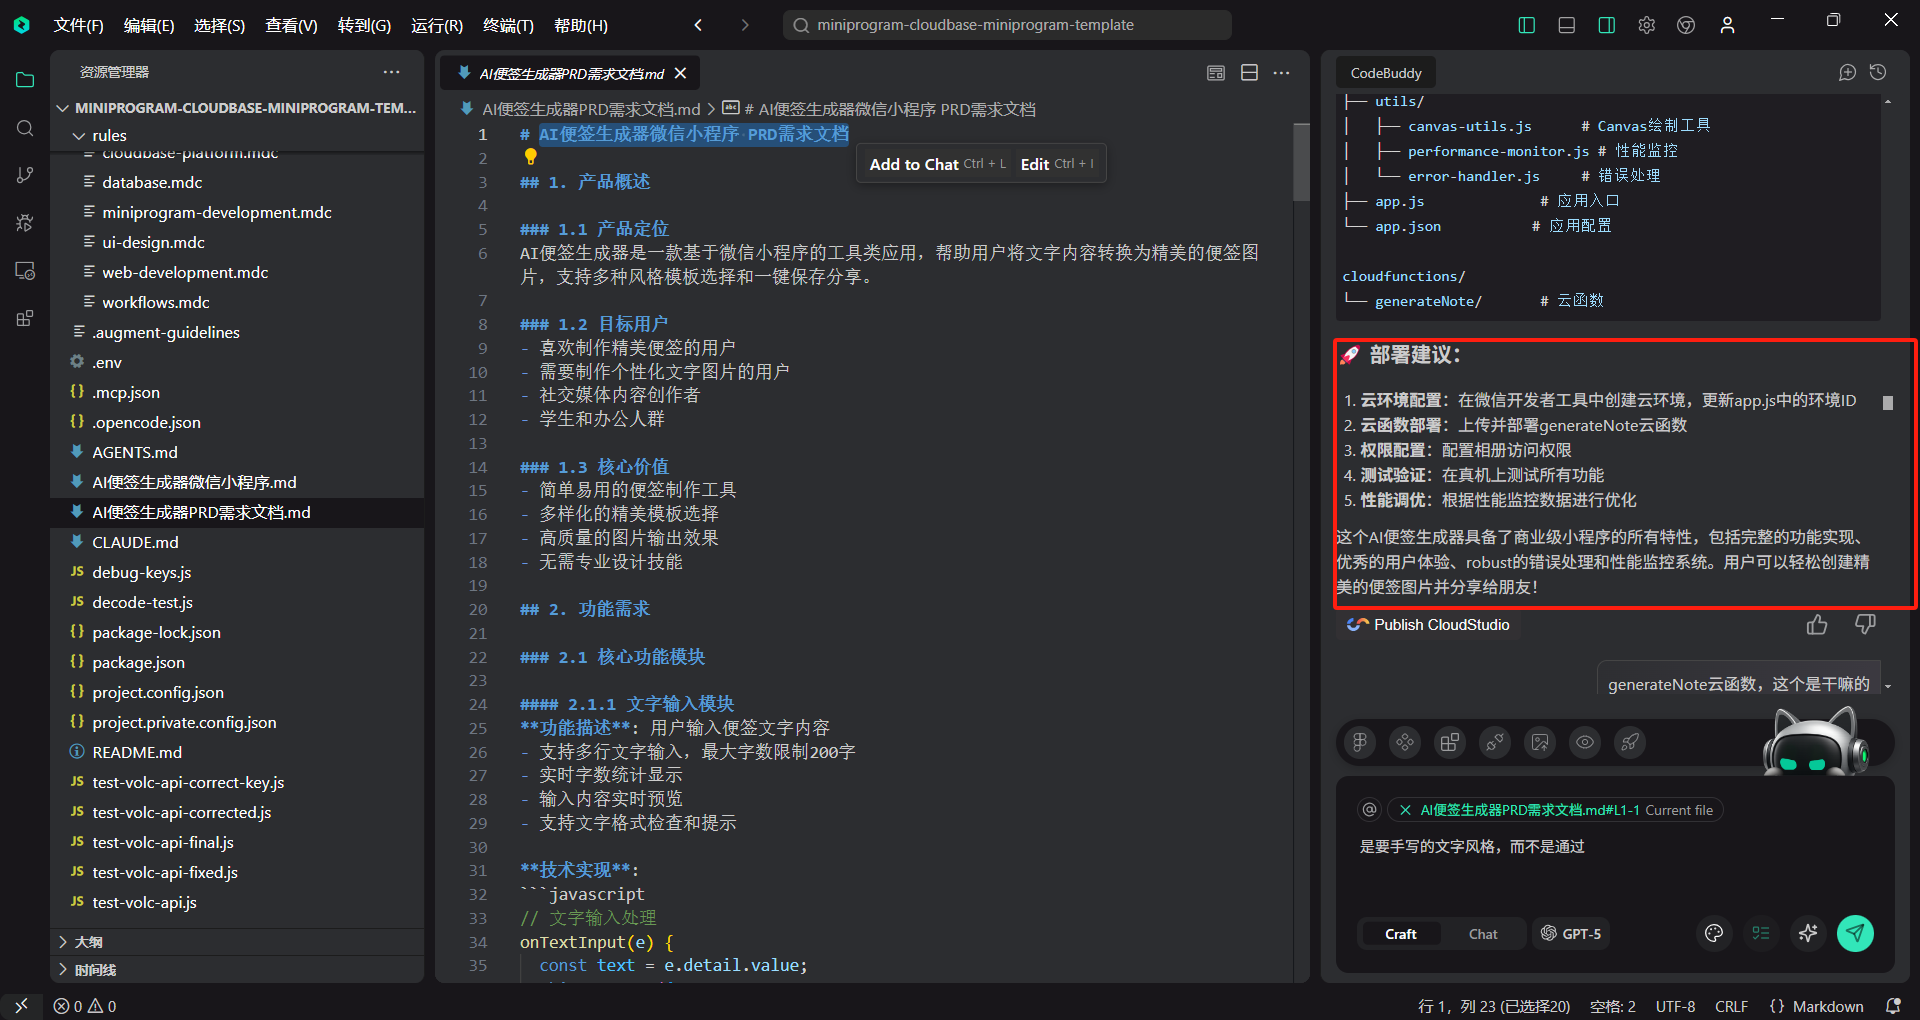 文件(F) 编辑(E) 选择(S) 查看(V) 转到(G) 运行(R) 终端(T) 帮助(H)
miniprogram-cloudbase-miniprogram-template
资源管理器
MINIPROGRAM-CLOUDBASE-MINIPROGRAM-TEM...
rules
cloudbase-platform.mdc
database.mdc
miniprogram-development.mdc
ui-design.mdc
web-development.mdc
workflows.mdc
.augment-guidelines
.env
.mcp.json
.opencode.json
AGENTS.md
AI便签生成器微信小程序.md
AI便签生成器PRD需求文档.md
CLAUDE.md
debug-keys.js
decode-test.js
package-lock.json
package.json
project.config.json
project.private.config.json
README.md
test-volc-api-correct-key.js
test-volc-api-corrected.js
test-volc-api-final.js
test-volc-api-fixed.js
test-volc-api.js
大纲
时间线
AI便签生成器PRD需求文档.md
AI便签生成器PRD需求文档.md > # AI便签生成器微信小程序 PRD需求文档
1 # AI便签生成器微信小程序 PRD需求文档
Add to Chat Ctrl + L Edit Ctrl + I
2
3 ## 1. 产品概述
4
5 ### 1.1 产品定位
6 AI便签生成器是一款基于微信小程序的工具类应用，帮助用户将文字内容转换为精美的便签图
片，支持多种风格模板选择和一键保存分享。
7
8 ### 1.2 目标用户
9 - 喜欢制作精美便签的用户
10 - 需要制作个性化文字图片的用户
11 - 社交媒体内容创作者
12 - 学生和办公人群
13
14 ### 1.3 核心价值
15 - 简单易用的便签制作工具
16 - 多样化的精美模板选择
17 - 高质量的图片输出效果
18 - 无需专业设计技能
19
20 ## 2. 功能需求
21
22 ### 2.1 核心功能模块
23
24 #### 2.1.1 文字输入模块
25 **功能描述**: 用户输入便签文字内容
26 - 支持多行文字输入，最大字数限制200字
27 - 实时字数统计显示
28 - 输入内容实时预览
29 - 支持文字格式检查和提示
30
31 **技术实现**:
32 ```javascript
33 // 文字输入处理
34 onTextInput(e) {
35 const text = e.detail.value;
CodeBuddy
├── utils/
│ ├── canvas-utils.js # Canvas绘制工具
│ ├── performance-monitor.js # 性能监控
│ └── error-handler.js # 错误处理
├── app.js # 应用入口
└── app.json # 应用配置
cloudfunctions/
└── generateNote/ # 云函数
🚀 部署建议：
1. 云环境配置：在微信开发者工具中创建云环境，更新app.js中的环境ID
2. 云函数部署：上传并部署generateNote云函数
3. 权限配置：配置相册访问权限
4. 测试验证：在真机上测试所有功能
5. 性能调优：根据性能监控数据进行优化
这个AI便签生成器具备了商业级小程序的所有特性，包括完整的功能实现、
优秀的用户体验、robust的错误处理和性能监控系统。用户可以轻松创建精
美的便签图片并分享给朋友！
Publish CloudStudio
generateNote云函数，这个是干嘛的
@ × AI便签生成器PRD需求文档.md#L1-1 Current file
是要手写的文字风格，而不是通过
Craft Chat GPT-5
0 0
行 1，列 23 (已选择20) 空格: 2 UTF-8 CRLF {} Markdown